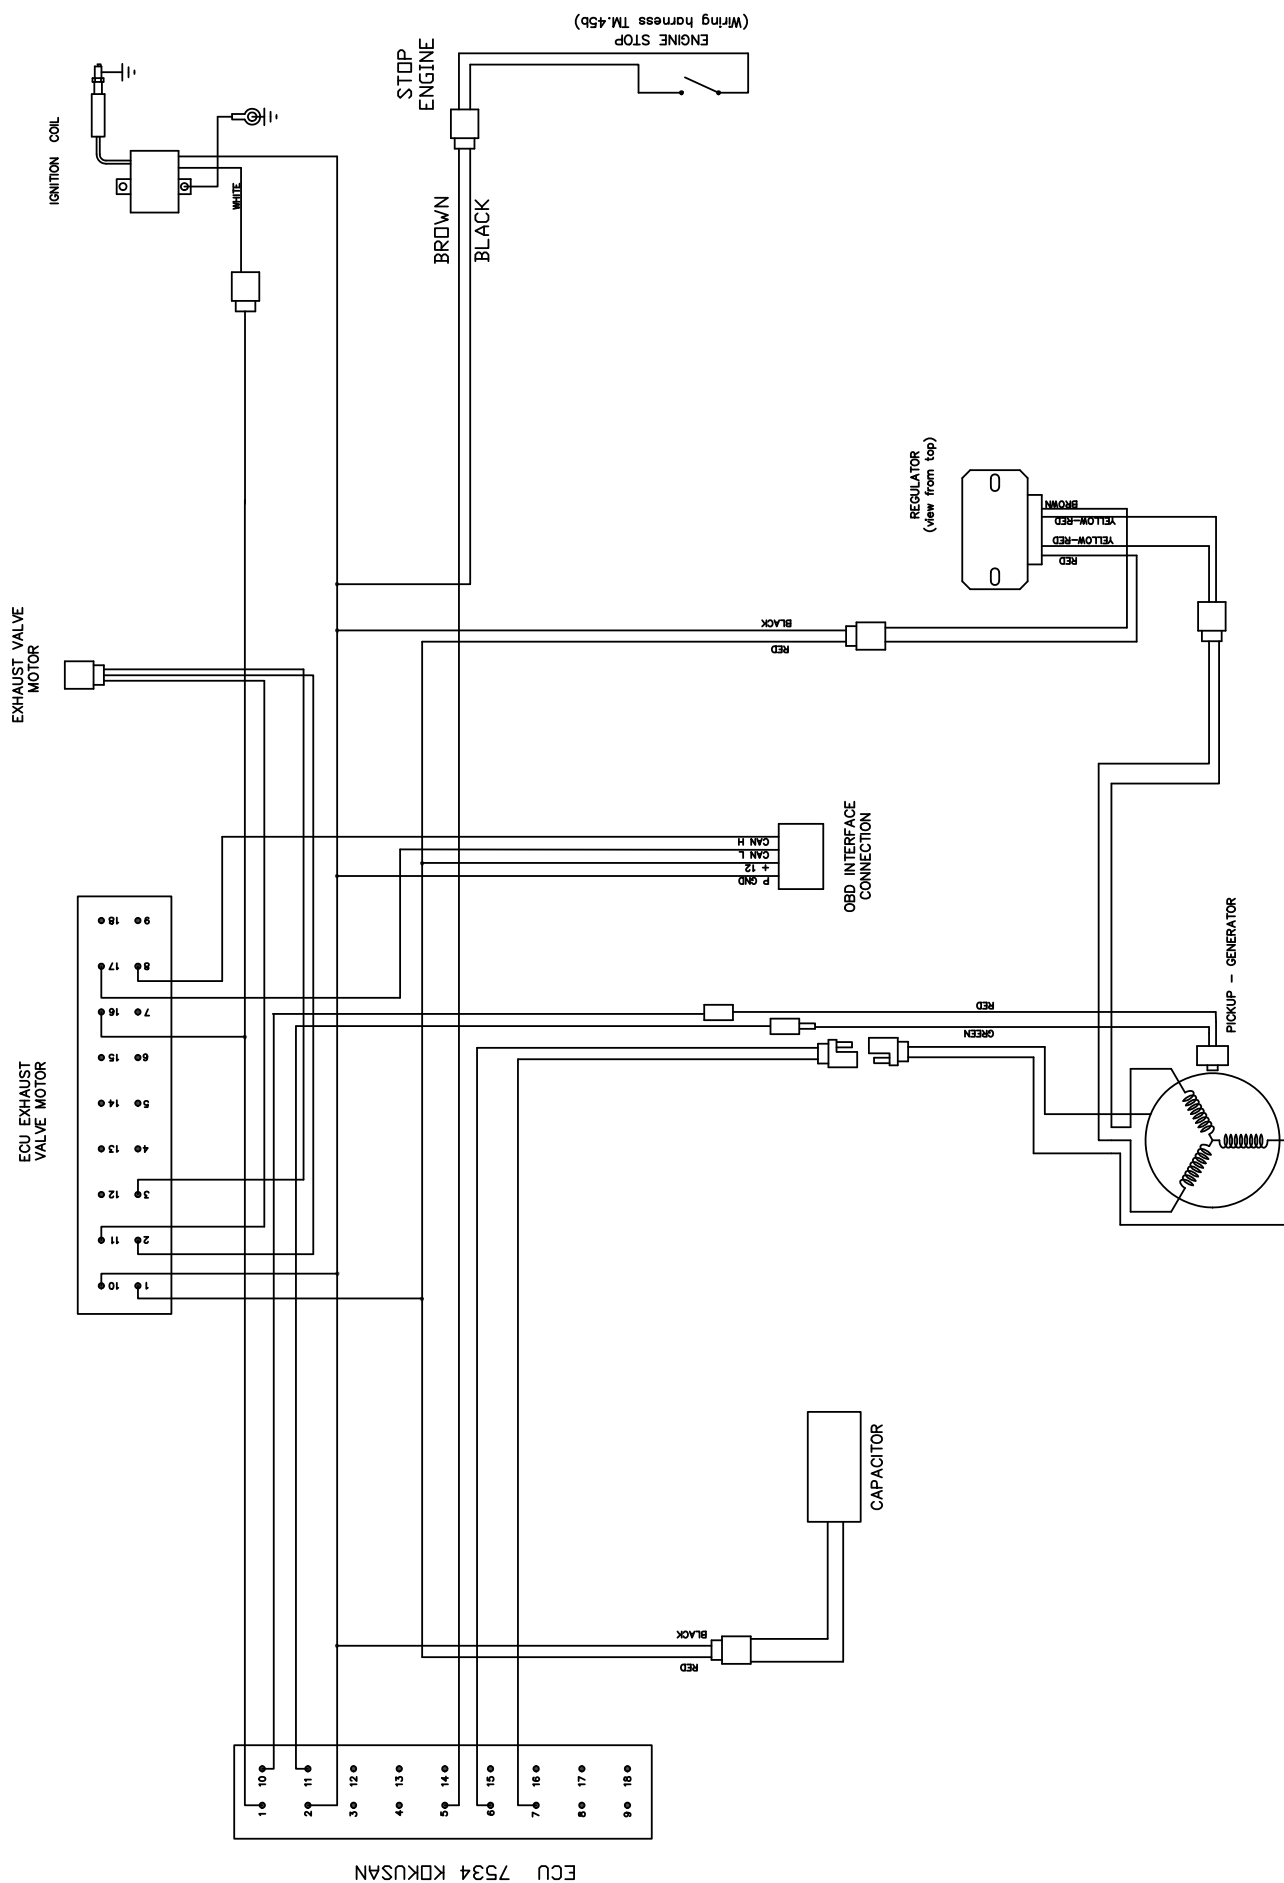 (Wiring harness TM.45b)
ENGINE STOP
STOP
ENGINE
IGNITION COIL
WHITE
BROWN
BLACK
REGULATOR
(view from top)
BROWN
YELLOW-RED
YELLOW-RED
RED
EXHAUST VALVE
MOTOR
BLACK
RED
CAN H
CAN L
+ 12
P GND
OBD INTERFACE
CONNECTION
ECU EXHAUST
VALVE MOTOR
18 9
17 8
16 7
15 6
14 5
13 4
12 3
11 2
10 1
RED
GREEN
PICKUP - GENERATOR
CAPACITOR
BLACK
RED
10 11 12 13 14 15 16 17 18
1 2 3 4 5 6 7 8 9
ECU 7534 KOKUSAN